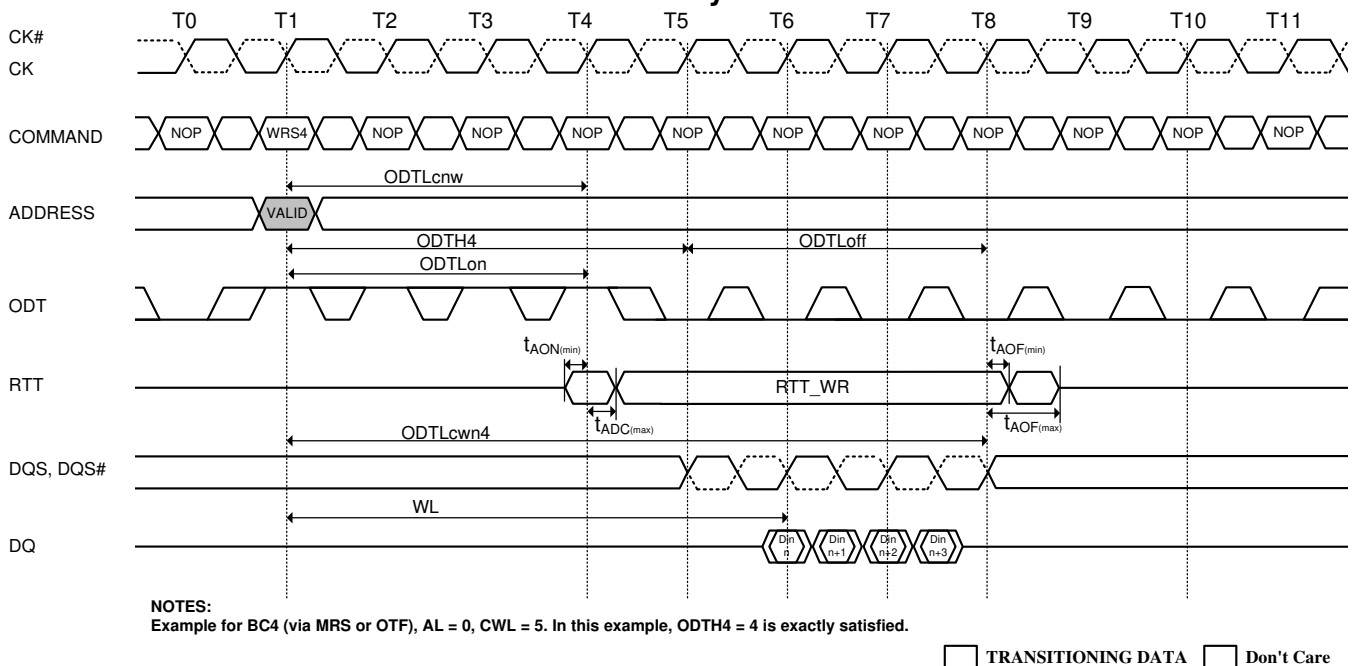 T0 T1 T2 T3 T4 T5 T6 T7 T8 T9 T10 T11
CK#
CK
COMMAND NOP WRS4 NOP NOP NOP NOP NOP NOP NOP NOP NOP NOP
ODTLcnw
ADDRESS VALID
ODTH4 ODTLoff
ODTLon
ODT
tAON(min) tAOF(min)
RTT RTT_WR
tADC(max) tAOF(max)
ODTLcwn4
DQS, DQS#
WL
DQ Din n Din n+1 Din n+2 Din n+3
NOTES:
Example for BC4 (via MRS or OTF), AL = 0, CWL = 5. In this example, ODTH4 = 4 is exactly satisfied.
TRANSITIONING DATA Don't Care